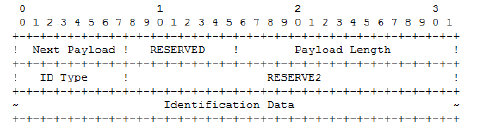 0                   1                   2                   3
0 1 2 3 4 5 6 7 8 9 0 1 2 3 4 5 6 7 8 9 0 1 2 3 4 5 6 7 8 9 0 1
+-+-+-+-+-+-+-+-+-+-+-+-+-+-+-+-+-+-+-+-+-+-+-+-+-+-+-+-+-+-+-+-+
! Next Payload ! RESERVED ! Payload Length !
+-+-+-+-+-+-+-+-+-+-+-+-+-+-+-+-+-+-+-+-+-+-+-+-+-+-+-+-+-+-+-+-+
! ID Type ! RESERVE2 !
+-+-+-+-+-+-+-+-+-+-+-+-+-+-+-+-+-+-+-+-+-+-+-+-+-+-+-+-+-+-+-+-+
~ Identification Data ~
+-+-+-+-+-+-+-+-+-+-+-+-+-+-+-+-+-+-+-+-+-+-+-+-+-+-+-+-+-+-+-+-+